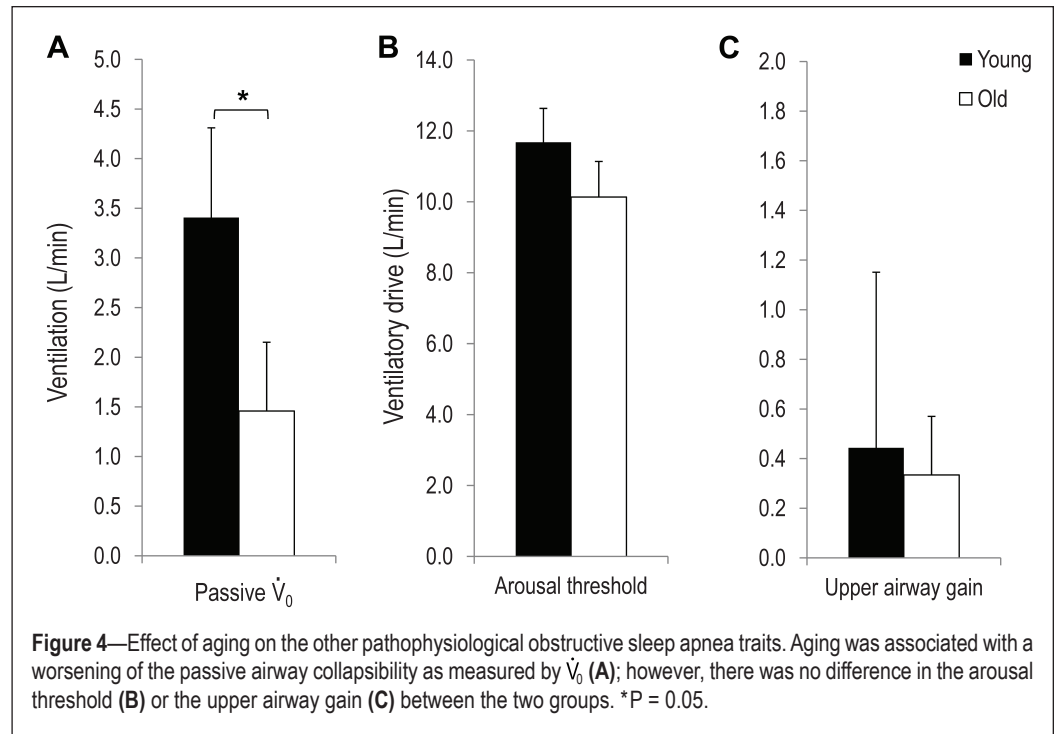 A
B
C
5.0
4.5
4.0
3.5
3.0
2.5
2.0
1.5
1.0
0.5
0.0
Ventilation (L/min)
*
Passive V̇₀
14.0
12.0
10.0
8.0
6.0
4.0
2.0
0.0
Ventilatory drive (L/min)
Arousal threshold
2.0
1.8
1.6
1.4
1.2
1.0
0.8
0.6
0.4
0.2
0.0
Young
Old
Upper airway gain
Figure 4—Effect of aging on the other pathophysiological obstructive sleep apnea traits. Aging was associated with a
worsening of the passive airway collapsibility as measured by V̇₀ (A); however, there was no difference in the arousal
threshold (B) or the upper airway gain (C) between the two groups. *P = 0.05.